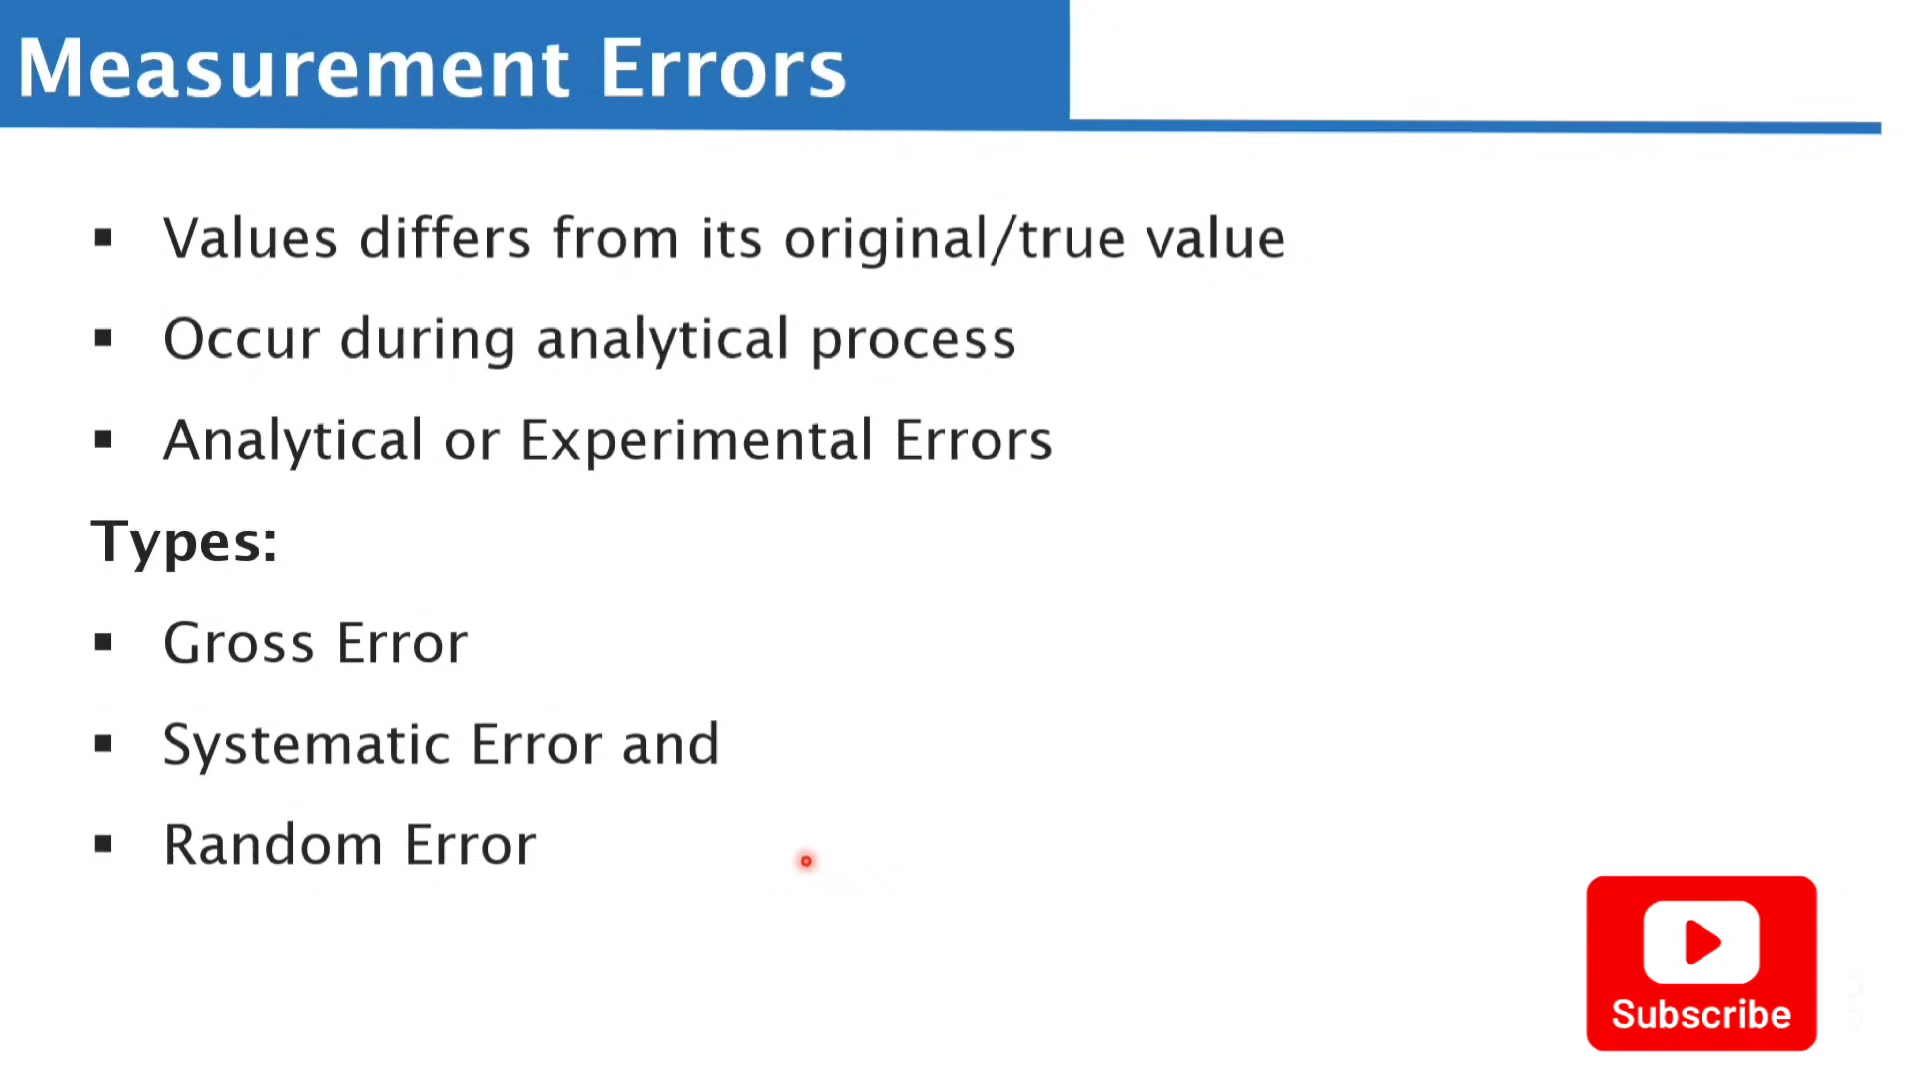 Measurement Errors
▪ Values differs from its original/true value
▪ Occur during analytical process
▪ Analytical or Experimental Errors
Types:
▪ Gross Error
▪ Systematic Error and
▪ Random Error
Subscribe